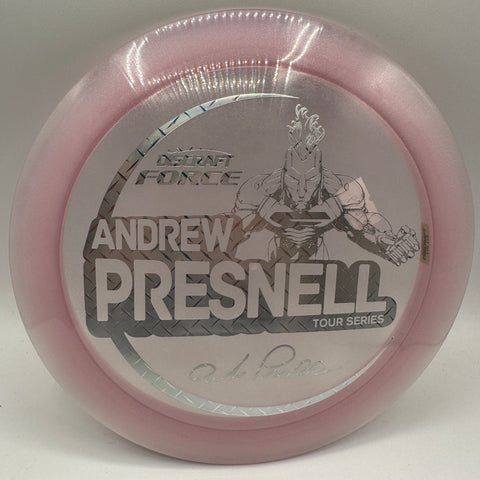 DISCRAFT
FORCE
ANDREW
PRESNELL
TOUR SERIES